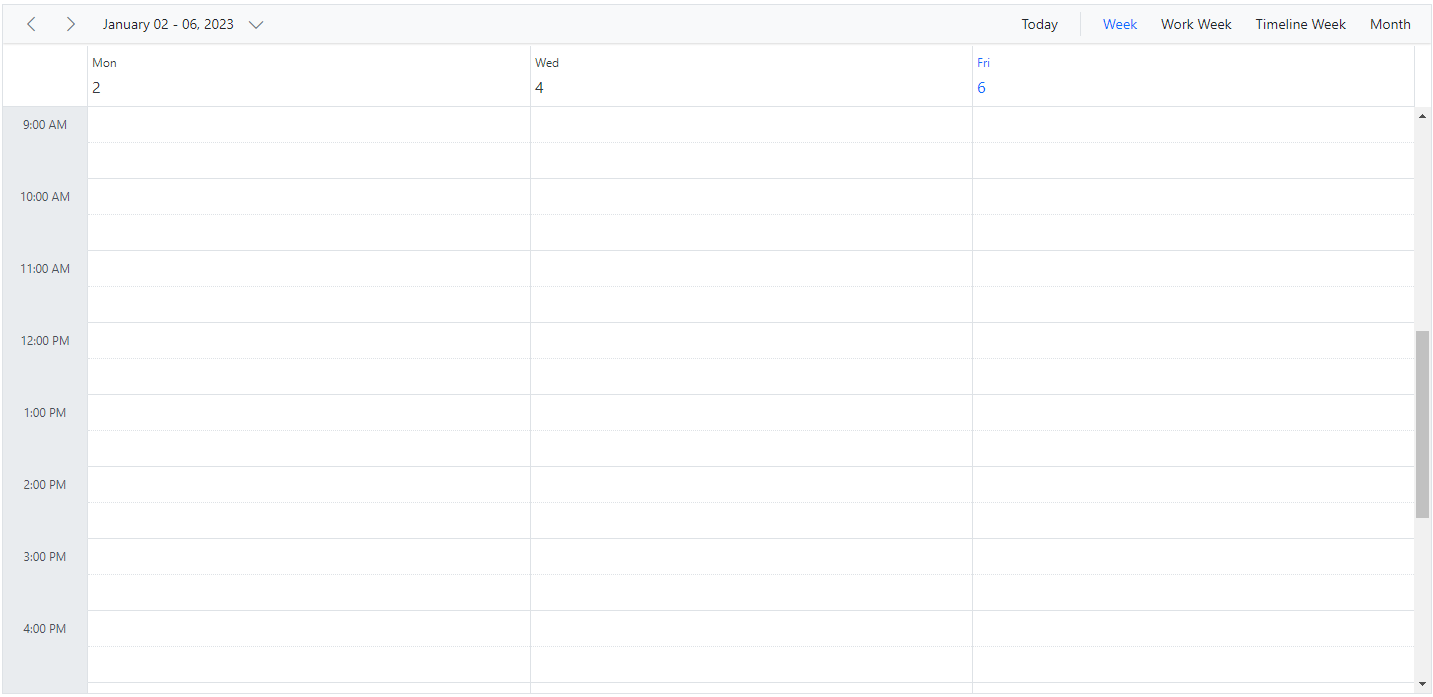 January 02 - 06, 2023 Today Week Work Week Timeline Week Month
Mon Wed Fri
2 4 6
9:00 AM
10:00 AM
11:00 AM
12:00 PM
1:00 PM
2:00 PM
3:00 PM
4:00 PM